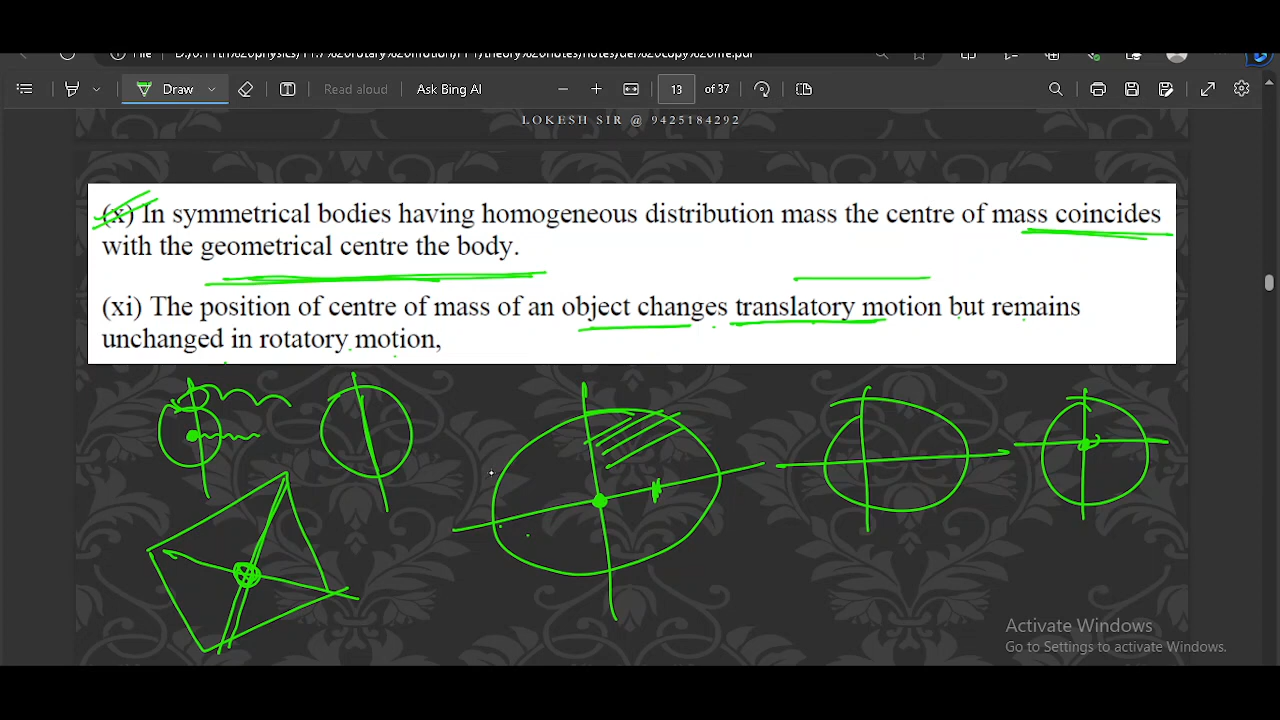 Draw
Read aloud
Ask Bing AI
13
of 37
LOKESH SIR @ 9425184292
(x) In symmetrical bodies having homogeneous distribution mass the centre of mass coincides
with the geometrical centre the body.
(xi) The position of centre of mass of an object changes translatory motion but remains
unchanged in rotatory motion,
Activate Windows
Go to Settings to activate Windows.